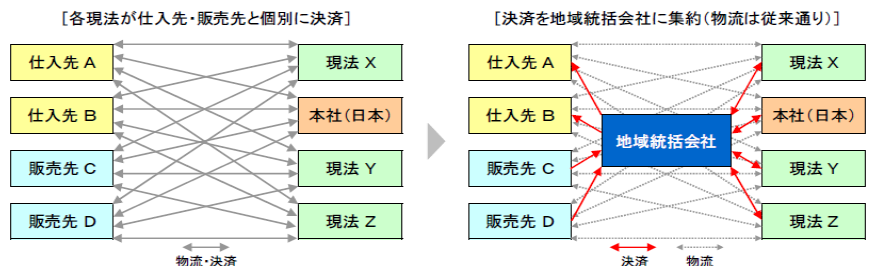 [各現法が仕入先・販売先と個別に決済]
仕入先 A
仕入先 B
販売先 C
販売先 D
現法 X
本社(日本)
現法 Y
現法 Z
物流・決済
[決済を地域統括会社に集約(物流は従来通り)]
仕入先 A
仕入先 B
販売先 C
販売先 D
地域統括会社
現法 X
本社(日本)
現法 Y
現法 Z
決済
物流